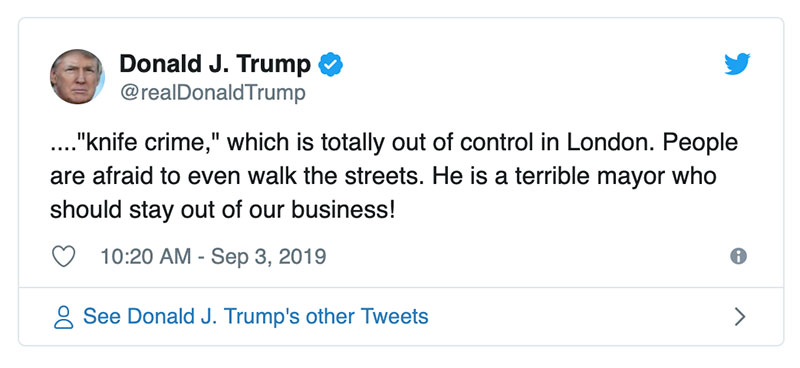 Donald J. Trump
@realDonaldTrump
...."knife crime," which is totally out of control in London. People
are afraid to even walk the streets. He is a terrible mayor who
should stay out of our business!
10:20 AM - Sep 3, 2019
See Donald J. Trump's other Tweets